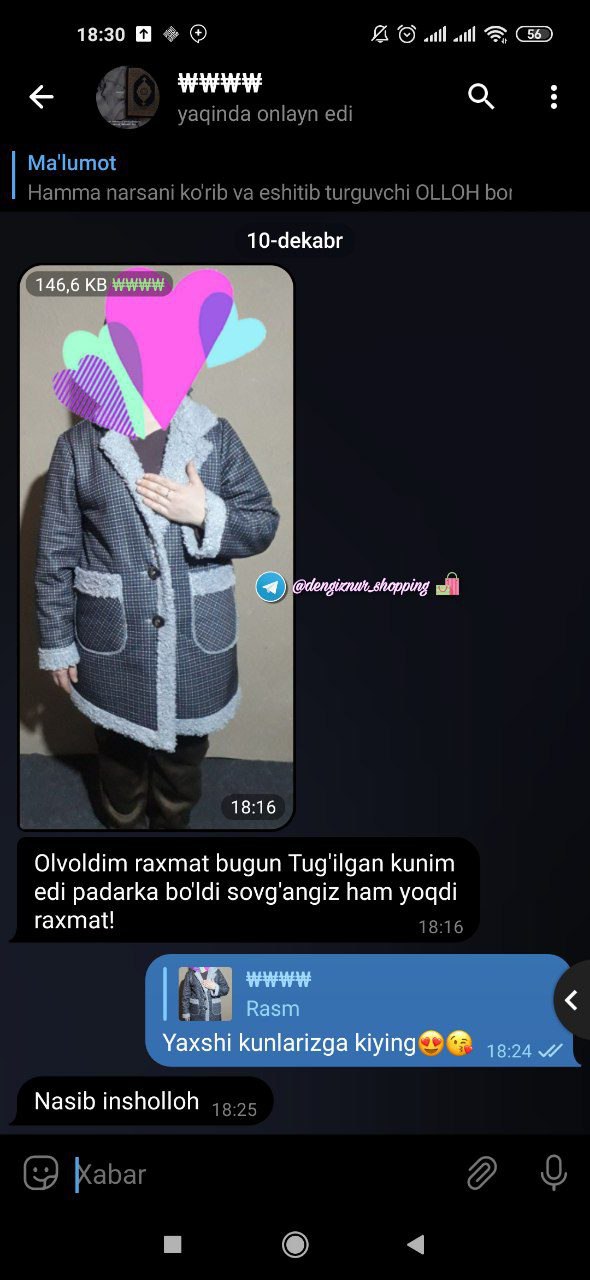 18:30
56
₩₩₩₩
yaqinda onlayn edi
Ma'lumot
Hamma narsani ko'rib va eshitib turguvchi OLLOH bor
10-dekabr
146,6 KB ₩₩₩₩
@dengiznur_shopping
18:16
Olvoldim raxmat bugun Tug'ilgan kunim
edi padarka bo'ldi sovg'angiz ham yoqdi
raxmat!
18:16
₩₩₩₩
Rasm
Yaxshi kunlarizga kiying😍😘 18:24
Nasib insholloh 18:25
Xabar